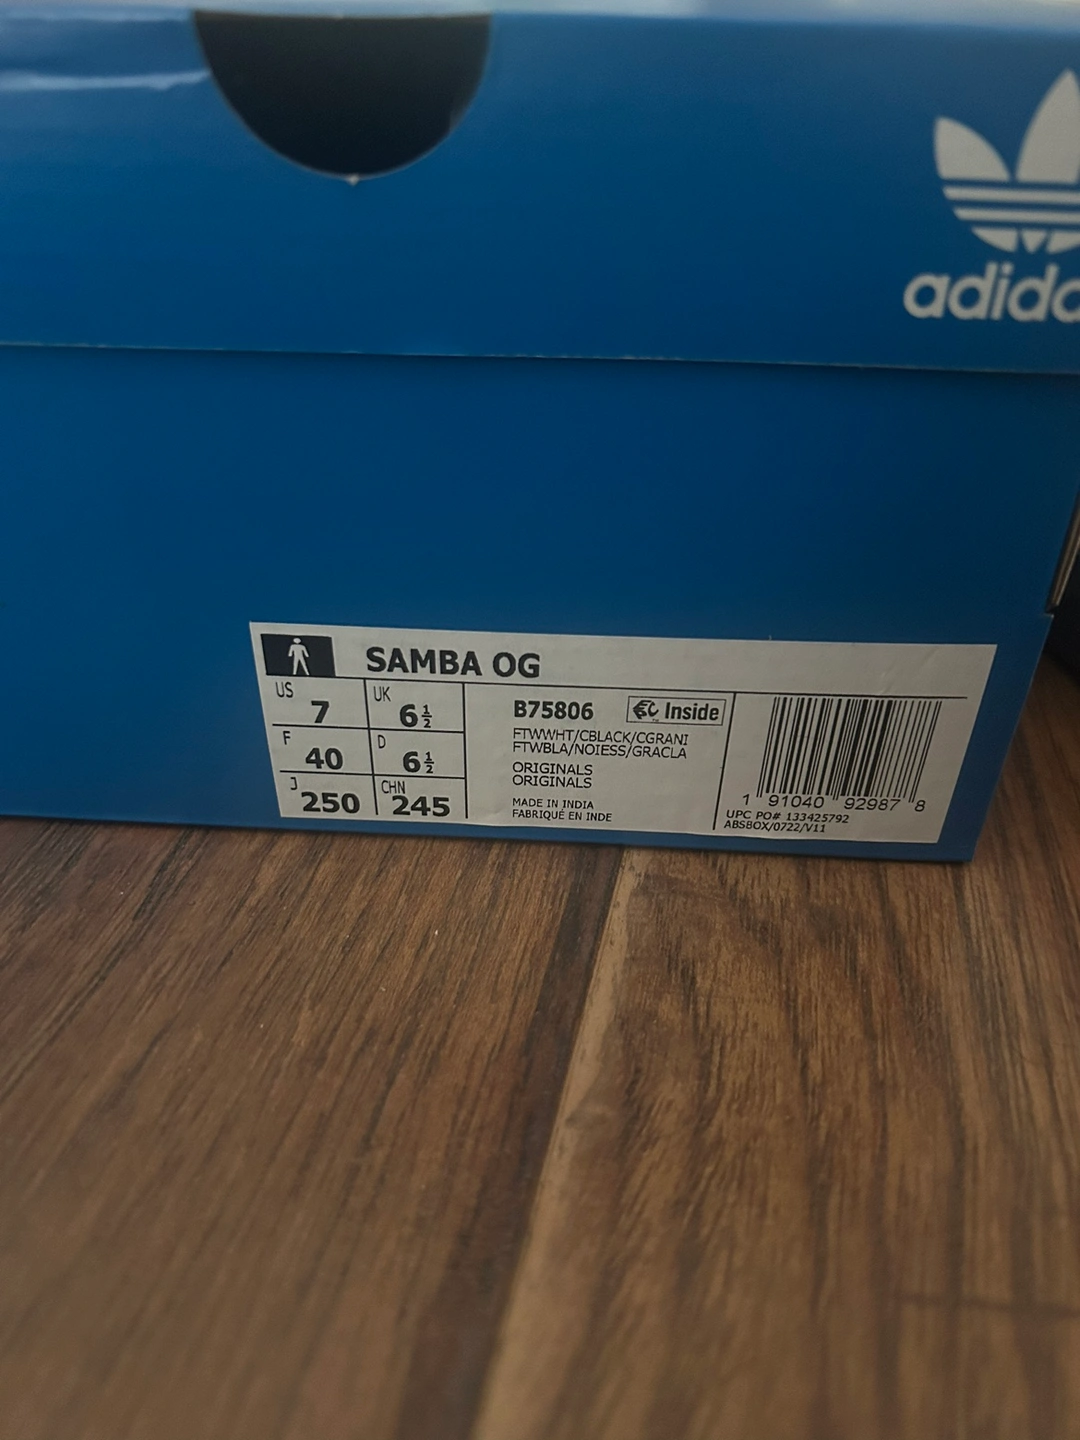 adida
SAMBA OG
US 7 UK 6½
F 40 D 6½
J 250 CHN 245
B75806 EC Inside
FTWWHT/CBLACK/CGRANI
FTWBLA/NOIESS/GRACLA
ORIGINALS
ORIGINALS
MADE IN INDIA
FABRIQUÉ EN INDE
1 91040 92987 8
UPC PO# 133425792
ABSBOX/0722/V11